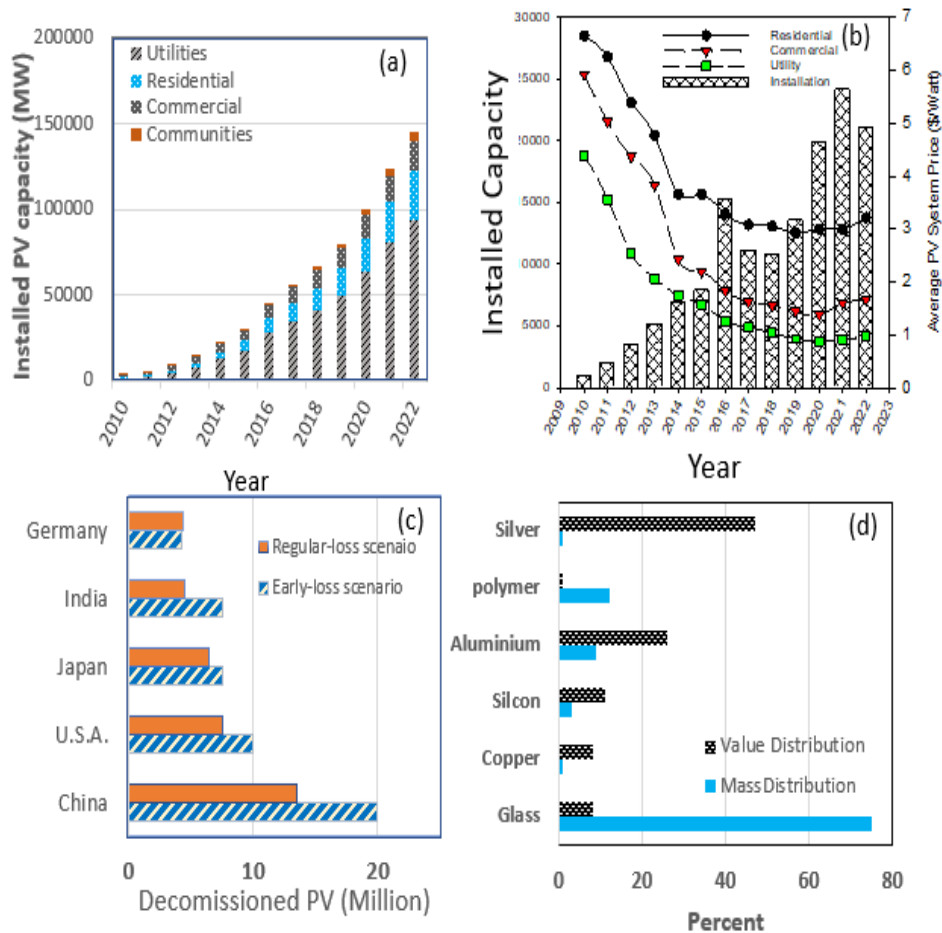 (a)
Installed PV capacity (MW)
200000
150000
100000
50000
0
Utilities
Residential
Commercial
Communities
2010
2012
2014
2016
2018
2020
2022
Year
(b)
Installed Capacity
30000
25000
20000
15000
10000
5000
0
Residential
Commercial
Utility
Installation
7
6
5
4
3
2
1
0
Average PV System Price ($/Watt)
2009
2010
2011
2012
2013
2014
2015
2016
2017
2018
2019
2020
2021
2022
2023
Year
(c)
Germany
India
Japan
U.S.A.
China
Regular-loss scenaio
Early-loss scenario
0
10
20
Decomissioned PV (Million)
(d)
Silver
polymer
Aluminium
Silcon
Copper
Glass
Value Distribution
Mass Distribution
0
20
40
60
80
Percent